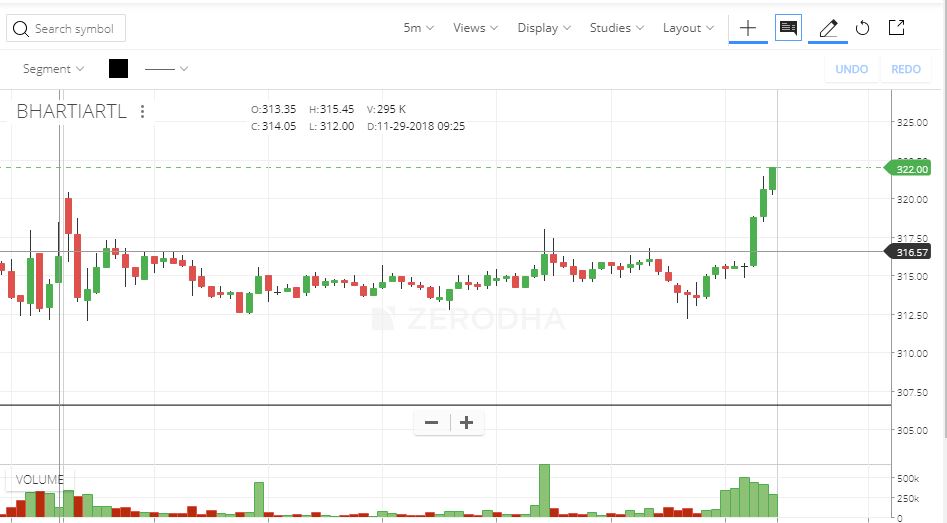 Search symbol 5m Views Display Studies Layout
Segment UNDO REDO
BHARTIARTL
O:313.35 H:315.45 V:295 K
C:314.05 L: 312.00 D:11-29-2018 09:25
325.00
322.00
320.00
317.50
316.57
315.00
312.50
ZERODHA
310.00
307.50
305.00
VOLUME
500k
250k
0